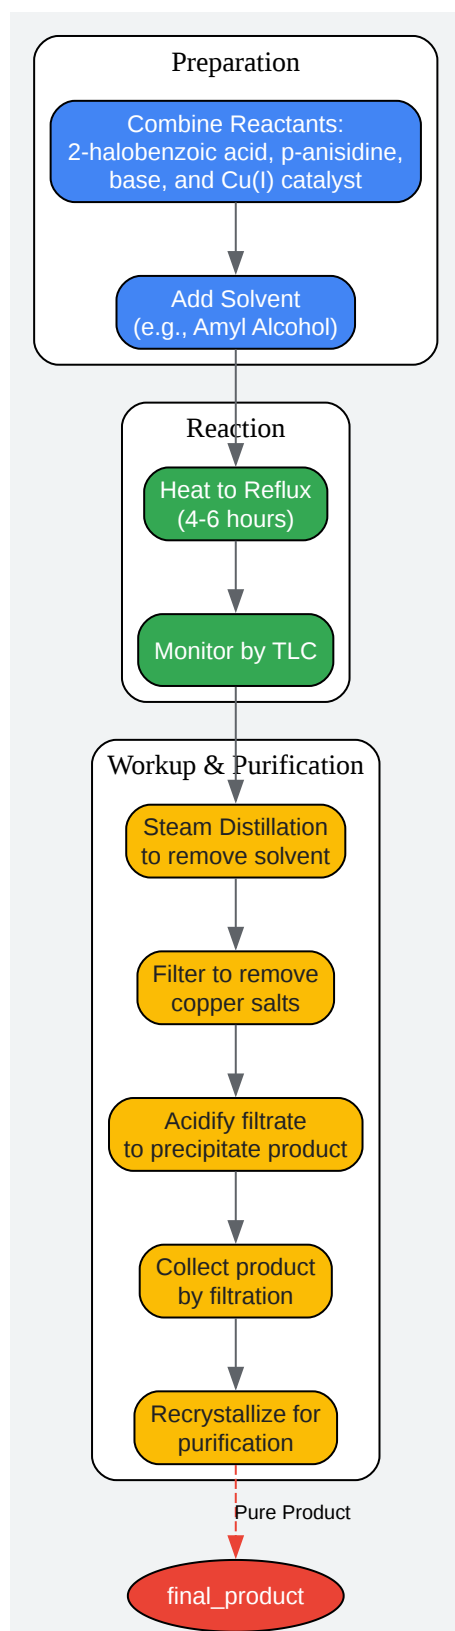 Preparation
Combine Reactants:
2-halobenzoic acid, p-anisidine,
base, and Cu(I) catalyst
Add Solvent
(e.g., Amyl Alcohol)
Reaction
Heat to Reflux
(4-6 hours)
Monitor by TLC
Workup & Purification
Steam Distillation
to remove solvent
Filter to remove
copper salts
Acidify filtrate
to precipitate product
Collect product
by filtration
Recrystallize for
purification
Pure Product
final_product